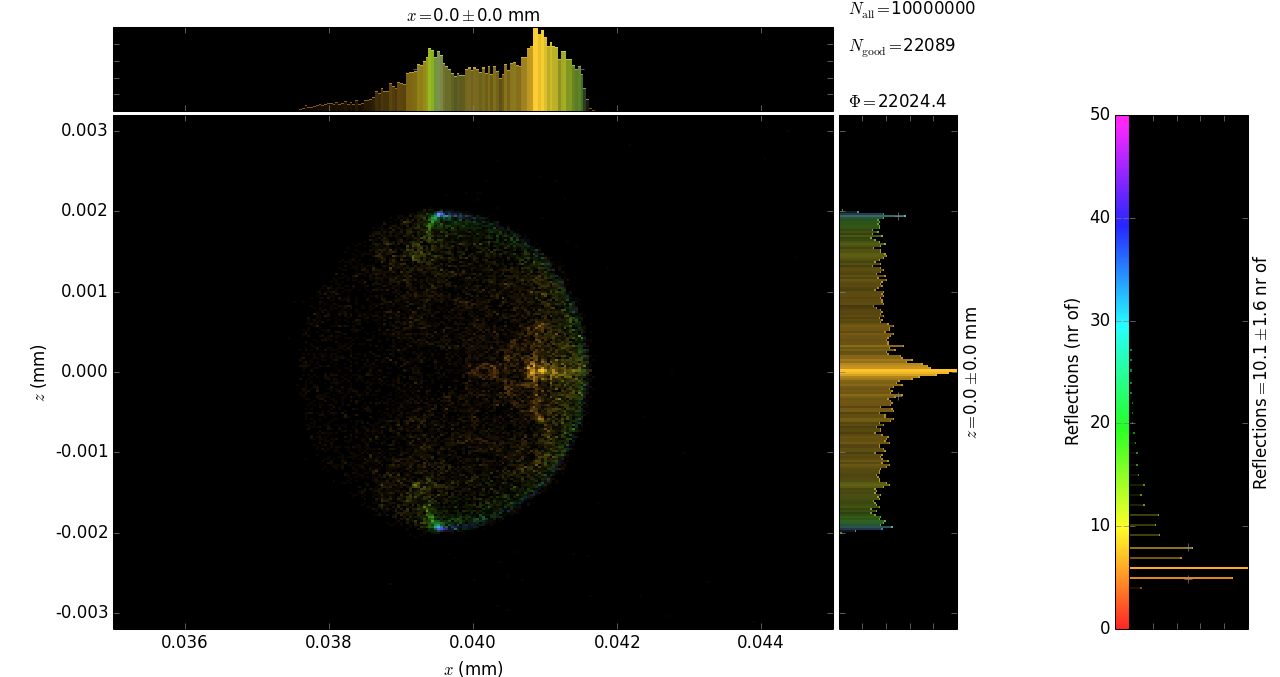 x = 0.0 ± 0.0 mm
N_all = 10000000
N_good = 22089
Φ = 22024.4
0.003
0.002
0.001
0.000
-0.001
-0.002
-0.003
z (mm)
0.036
0.038
0.040
0.042
0.044
x (mm)
z = 0.0 ± 0.0 mm
50
40
30
20
10
0
Reflections (nr of)
Reflections = 10.1 ± 1.6 nr of